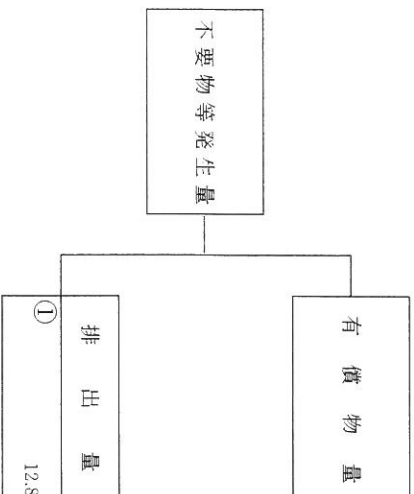 不要物等発生量
有償物量
排出量
①
12.8